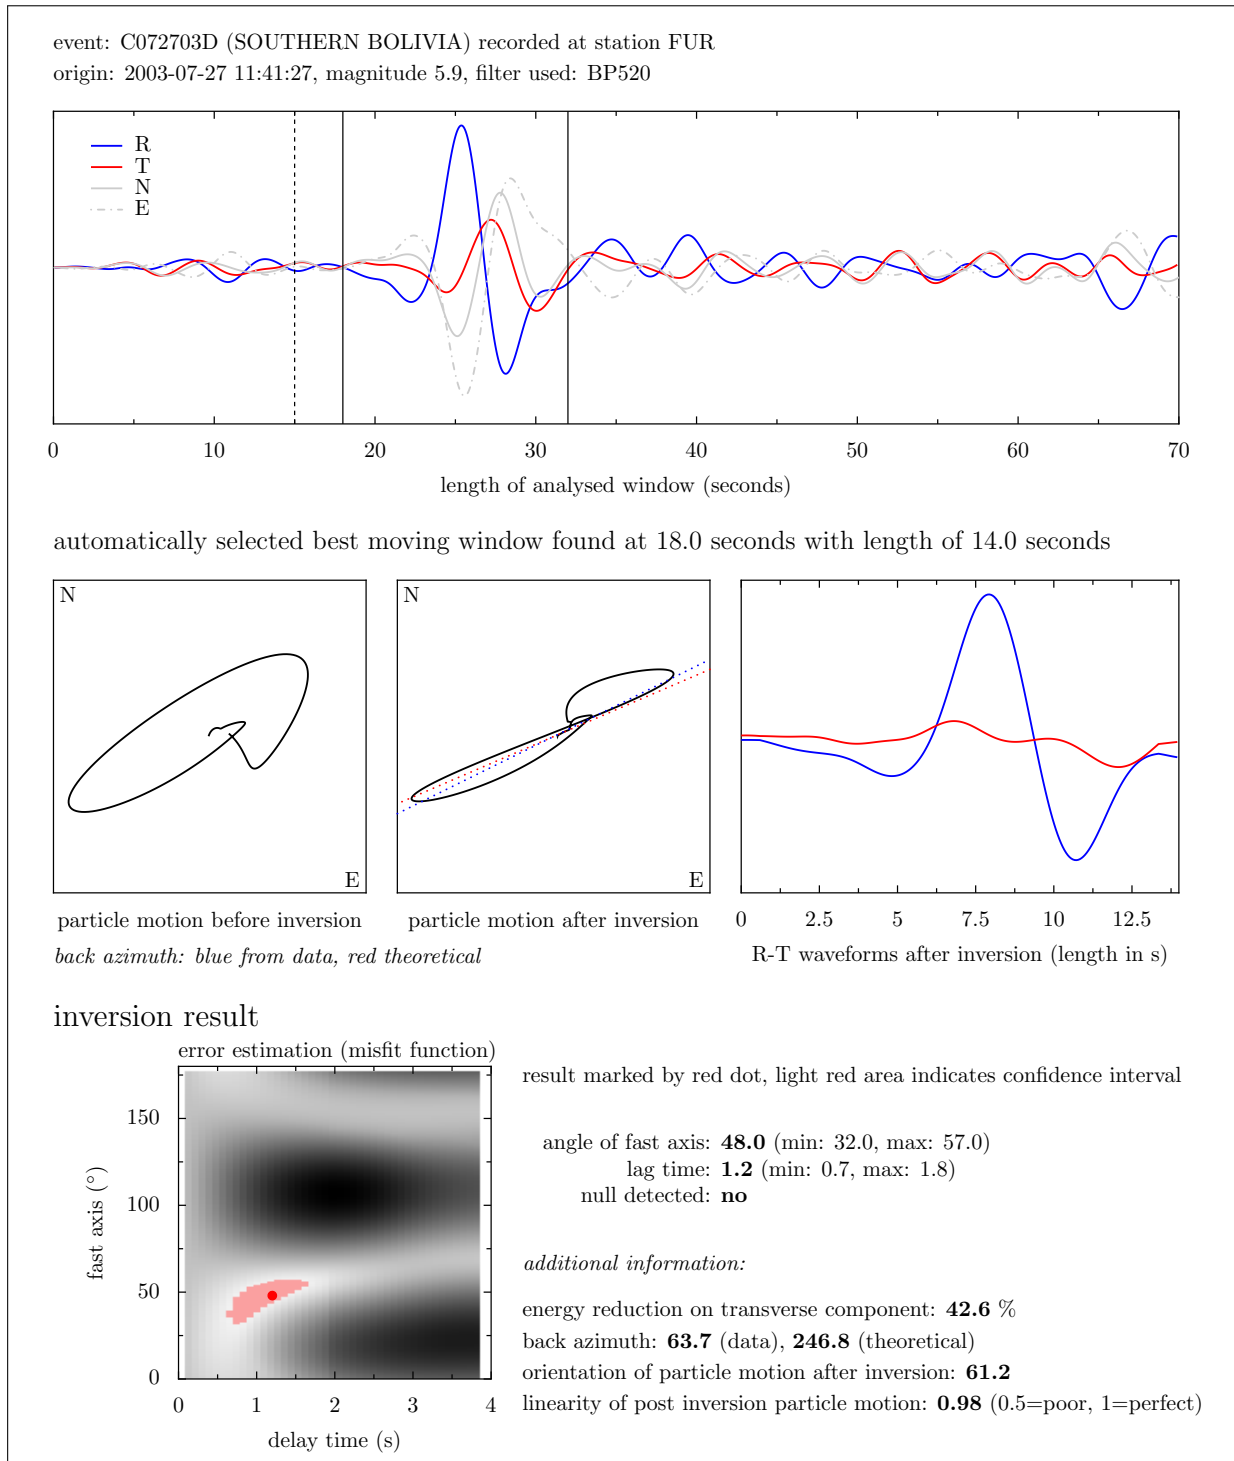 event: C072703D (SOUTHERN BOLIVIA) recorded at station FUR
origin: 2003-07-27 11:41:27, magnitude 5.9, filter used: BP520
R
T
N
E
0 10 20 30 40 50 60 70
length of analysed window (seconds)
automatically selected best moving window found at 18.0 seconds with length of 14.0 seconds
N
E
N
E
0 2.5 5 7.5 10 12.5
particle motion before inversion
particle motion after inversion
R-T waveforms after inversion (length in s)
back azimuth: blue from data, red theoretical
inversion result
error estimation (misfit function)
150
100
50
0
fast axis (°)
0 1 2 3 4
delay time (s)
result marked by red dot, light red area indicates confidence interval
angle of fast axis: 48.0 (min: 32.0, max: 57.0)
lag time: 1.2 (min: 0.7, max: 1.8)
null detected: no
additional information:
energy reduction on transverse component: 42.6 %
back azimuth: 63.7 (data), 246.8 (theoretical)
orientation of particle motion after inversion: 61.2
linearity of post inversion particle motion: 0.98 (0.5=poor, 1=perfect)